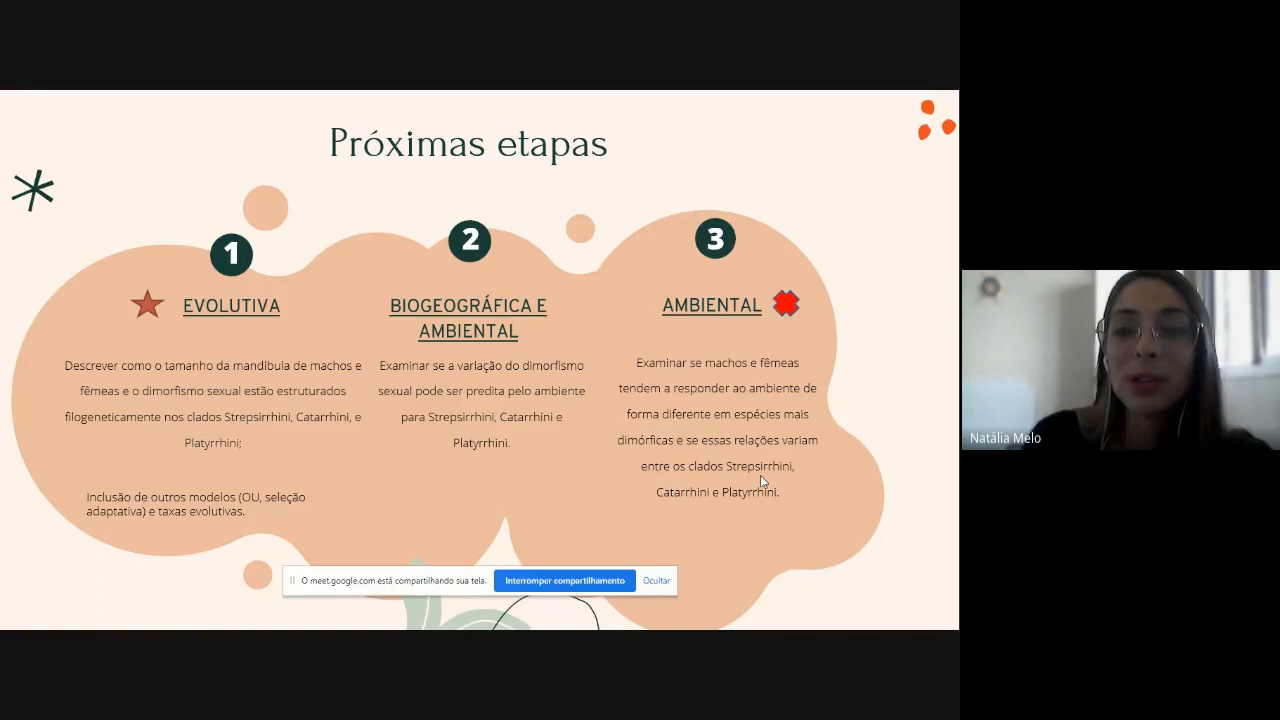 Próximas etapas
1
EVOLUTIVA
Descrever como o tamanho da mandíbula de machos e
fêmeas e o dimorfismo sexual estão estruturados
filogeneticamente nos clados Strepsirrhini, Catarrhini, e
Platyrrhini;
Inclusão de outros modelos (OU, seleção
adaptativa) e taxas evolutivas.
2
BIOGEOGRÁFICA E
AMBIENTAL
Examinar se a variação do dimorfismo
sexual pode ser predita pelo ambiente
para Strepsirrhini, Catarrhini e
Platyrrhini.
3
AMBIENTAL
Examinar se machos e fêmeas
tendem a responder ao ambiente de
forma diferente em espécies mais
dimórficas e se essas relações variam
entre os clados Strepsirrhini,
Catarrhini e Platyrrhini.
O meet.google.com está compartilhando sua tela.
Interromper compartilhamento
Ocultar
Natália Melo